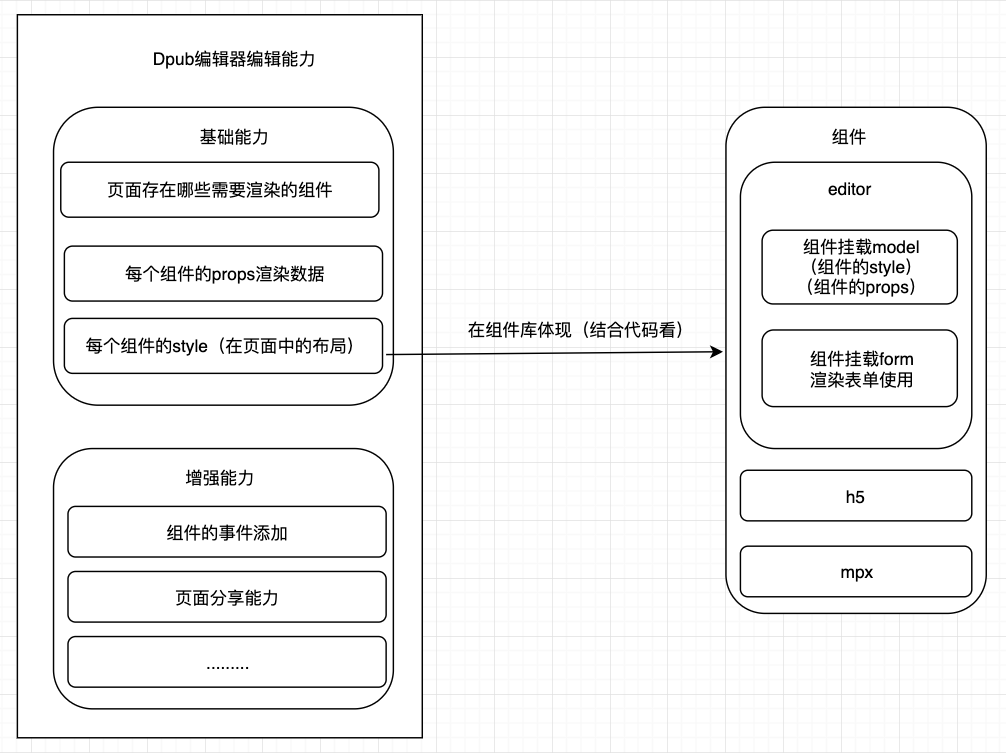 Dpub编辑器编辑能力
基础能力
页面存在哪些需要渲染的组件
每个组件的props渲染数据
每个组件的style（在页面中的布局）
增强能力
组件的事件添加
页面分享能力
.........
在组件库体现（结合代码看）
组件
editor
组件挂载model
（组件的style）
（组件的props）
组件挂载form
渲染表单使用
h5
mpx